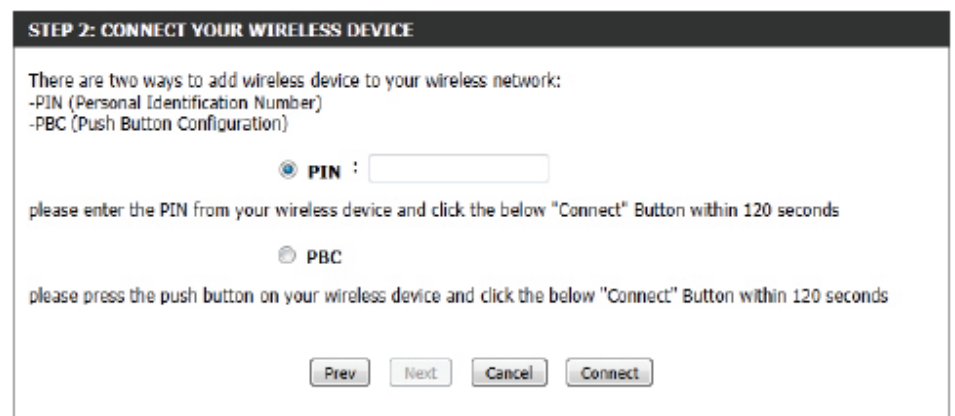 STEP 2: CONNECT YOUR WIRELESS DEVICE
There are two ways to add wireless device to your wireless network:
-PIN (Personal Identification Number)
-PBC (Push Button Configuration)
PIN :
please enter the PIN from your wireless device and click the below "Connect" Button within 120 seconds
PBC
please press the push button on your wireless device and click the below "Connect" Button within 120 seconds
Prev Next Cancel Connect